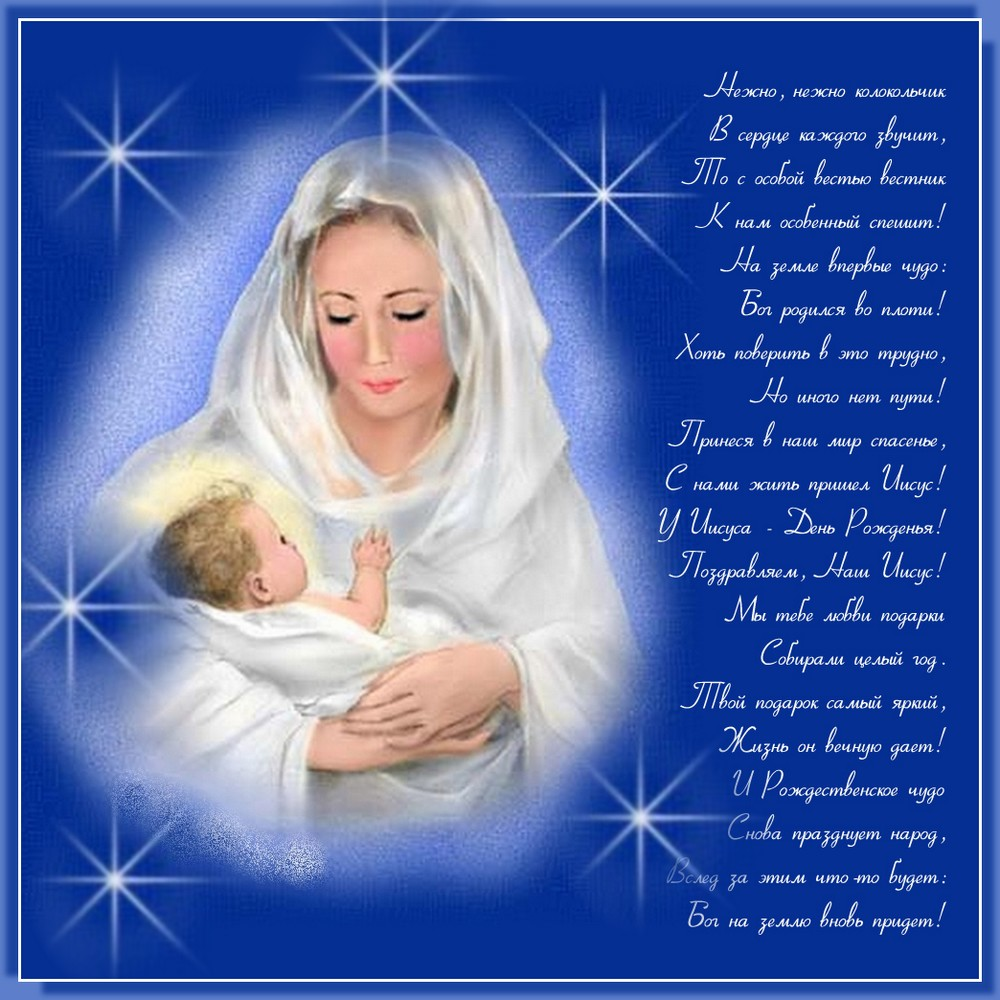 Нежно, нежно колокольчик
В сердце каждого звучит,
То с особой вестью вестник
К нам особенный спешит!
На земле впервые чудо:
Бог родился во плоти!
Хоть поверить в это трудно,
Но иного нет пути!
Принеся в наш мир спасенье,
С нами жить пришел Иисус!
У Иисуса - День Рожденья!
Поздравляем, Наш Иисус!
Мы тебе любви подарки
Собирали целый год.
Твой подарок самый яркий,
Жизнь он вечную дает!
И Рождественское чудо
Снова празднует народ,
Вслед за этим что-то будет:
Бог на землю вновь придет!